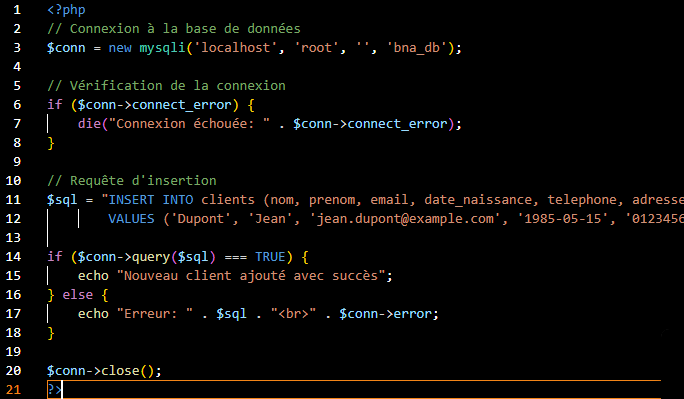 1 <?php
2 // Connexion à la base de données
3 $conn = new mysqli('localhost', 'root', '', 'bna_db');
4
5 // Vérification de la connexion
6 if ($conn->connect_error) {
7     die("Connexion échouée: " . $conn->connect_error);
8 }
9
10 // Requête d'insertion
11 $sql = "INSERT INTO clients (nom, prenom, email, date_naissance, telephone, adresse
12         VALUES ('Dupont', 'Jean', 'jean.dupont@example.com', '1985-05-15', '0123456
13
14 if ($conn->query($sql) === TRUE) {
15     echo "Nouveau client ajouté avec succès";
16 } else {
17     echo "Erreur: " . $sql . "<br>" . $conn->error;
18 }
19
20 $conn->close();
21 ?>